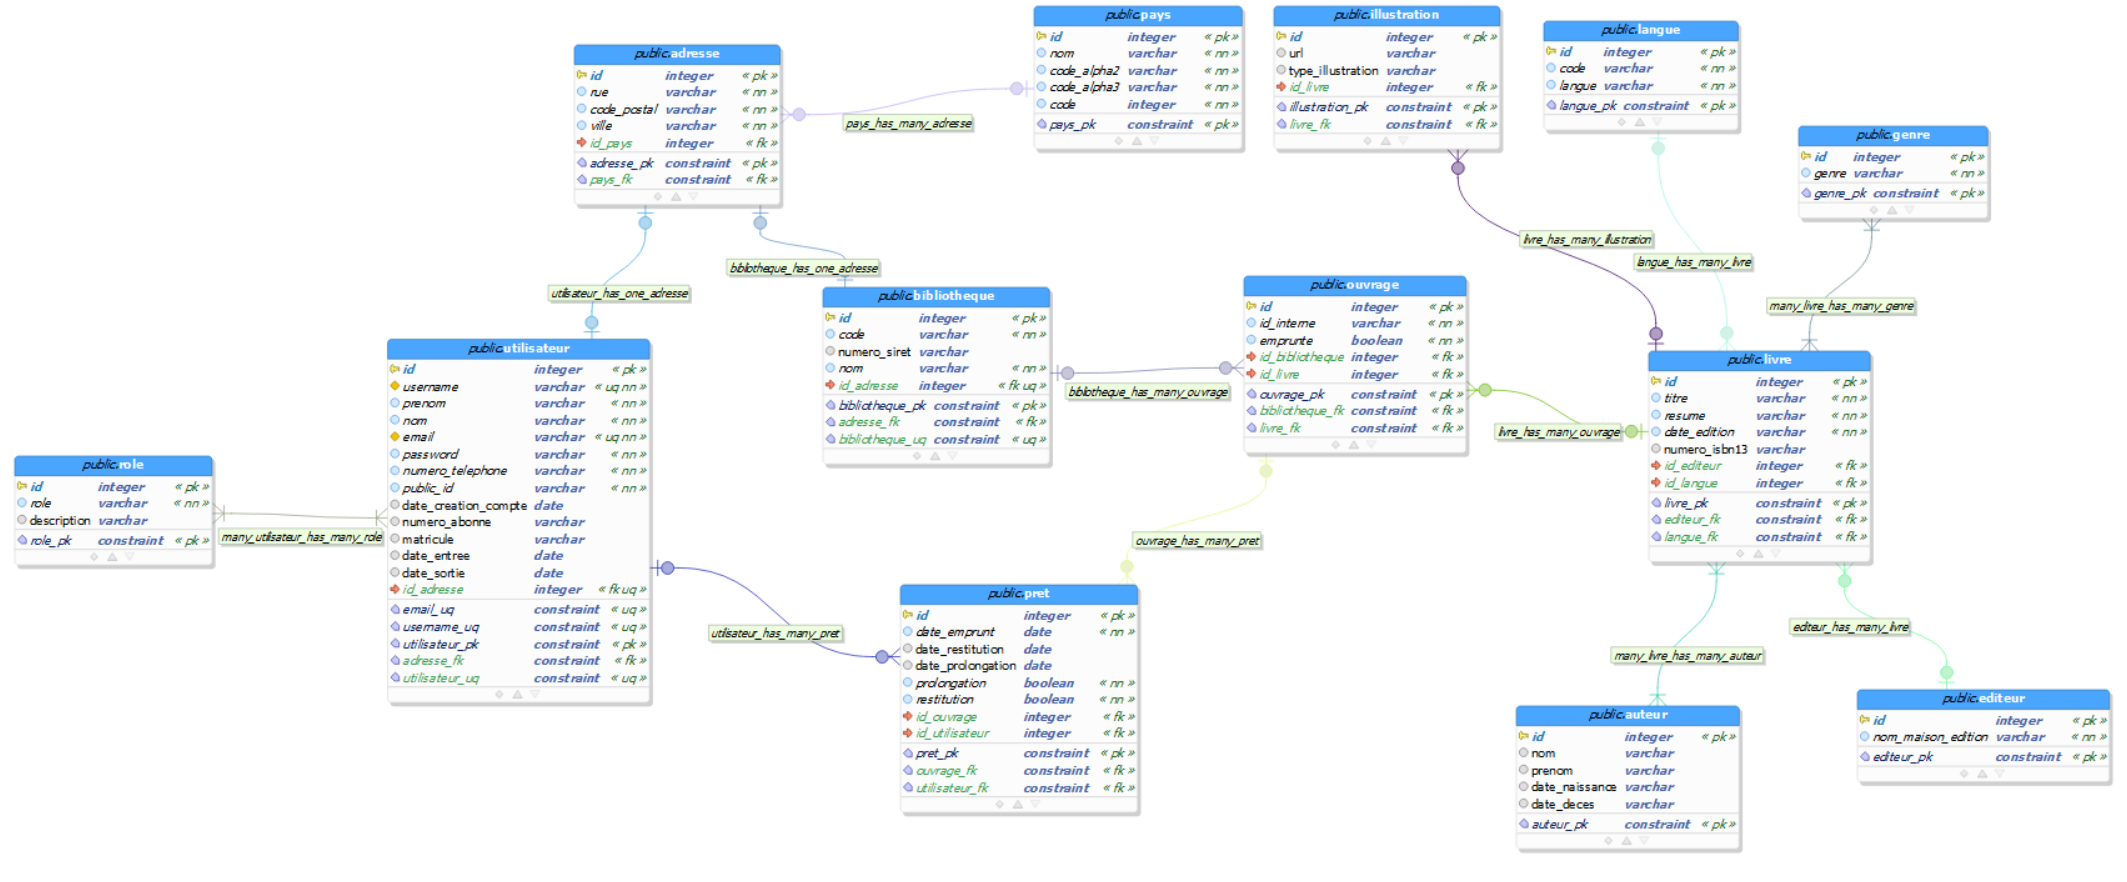 public.pays
id integer « pk »
nom varchar « nn »
code_alpha2 varchar « nn »
code_alpha3 varchar « nn »
code integer « nn »
pays_pk constraint « pk »
public.illustration
id integer « pk »
url varchar
type_illustration varchar
id_livre integer « fk »
illustration_pk constraint « pk »
livre_fk constraint « fk »
public.langue
id integer « pk »
code varchar « nn »
langue varchar « nn »
langue_pk constraint « pk »
public.adresse
id integer « pk »
rue varchar « nn »
code_postal varchar « nn »
ville varchar « nn »
id_pays integer « fk »
adresse_pk constraint « pk »
pays_fk constraint « fk »
pays_has_many_adresse
public.genre
id integer « pk »
genre varchar « nn »
genre_pk constraint « pk »
livre_has_many_illustration
langue_has_many_livre
bibliotheque_has_one_adresse
utilisateur_has_one_adresse
many_livre_has_many_genre
public.bibliotheque
id integer « pk »
code varchar « nn »
numero_siret varchar
nom varchar « nn »
id_adresse integer « fk uq »
bibliotheque_pk constraint « pk »
adresse_fk constraint « fk »
bibliotheque_uq constraint « uq »
bibliotheque_has_many_ouvrage
public.ouvrage
id integer « pk »
id_interne varchar « nn »
emprunte boolean « nn »
id_bibliotheque integer « fk »
id_livre integer « fk »
ouvrage_pk constraint « pk »
bibliotheque_fk constraint « fk »
livre_fk constraint « fk »
livre_has_many_ouvrage
public.livre
id integer « pk »
titre varchar « nn »
resume varchar « nn »
date_edition varchar « nn »
numero_isbn13 varchar
id_editeur integer « fk »
id_langue integer « fk »
livre_pk constraint « pk »
editeur_fk constraint « fk »
langue_fk constraint « fk »
public.utilisateur
id integer « pk »
username varchar « uq nn »
prenom varchar « nn »
nom varchar « nn »
email varchar « uq nn »
password varchar « nn »
numero_telephone varchar « nn »
public_id varchar « nn »
date_creation_compte date
numero_abonne varchar
matricule varchar
date_entree date
date_sortie date
id_adresse integer « fk uq »
email_uq constraint « uq »
username_uq constraint « uq »
utilisateur_pk constraint « pk »
adresse_fk constraint « fk »
utilisateur_uq constraint « uq »
public.role
id integer « pk »
role varchar « nn »
description varchar
role_pk constraint « pk »
many_utilisateur_has_many_role
ouvrage_has_many_pret
utilisateur_has_many_pret
public.pret
id integer « pk »
date_emprunt date « nn »
date_restitution date
date_prolongation date
prolongation boolean « nn »
restitution boolean « nn »
id_ouvrage integer « fk »
id_utilisateur integer « fk »
pret_pk constraint « pk »
ouvrage_fk constraint « fk »
utilisateur_fk constraint « fk »
editeur_has_many_livre
many_livre_has_many_auteur
public.auteur
id integer « pk »
nom varchar
prenom varchar
date_naissance varchar
date_deces varchar
auteur_pk constraint « pk »
public.editeur
id integer « pk »
nom_maison_edition varchar « nn »
editeur_pk constraint « pk »